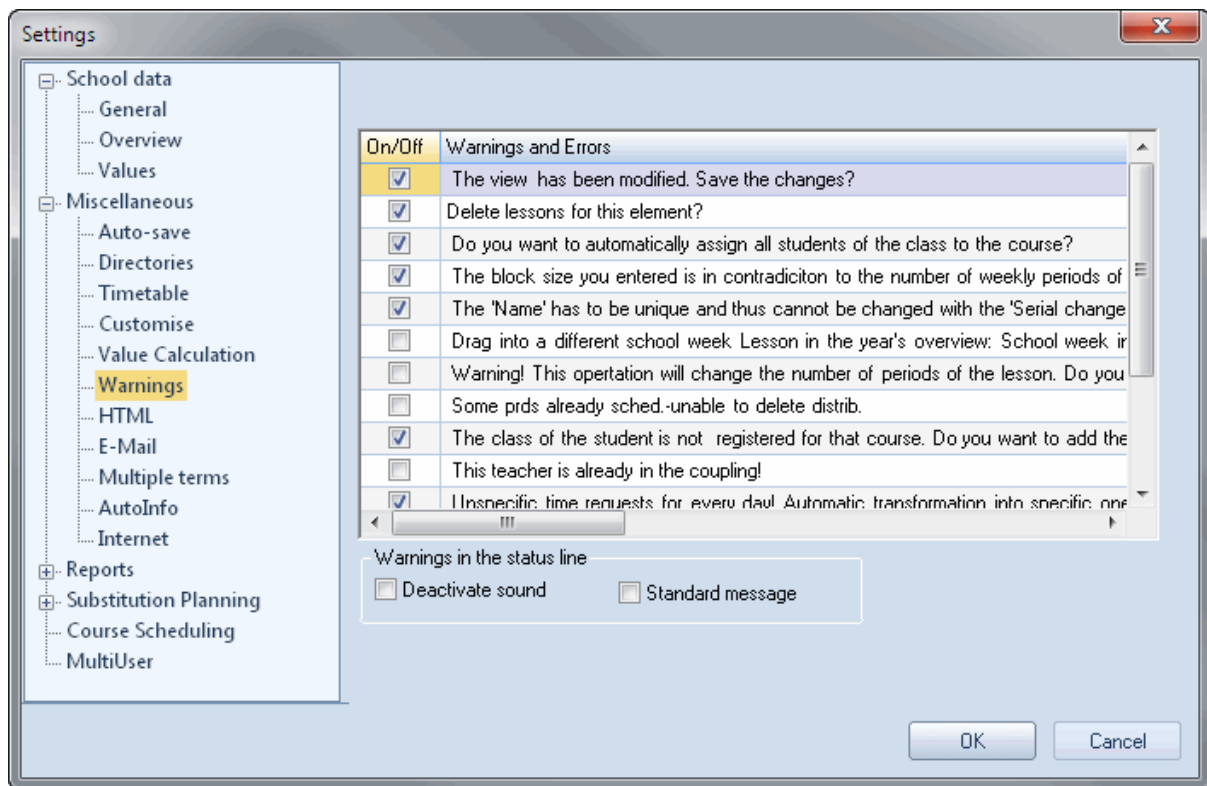 Settings
School data
General
Overview
Values
Miscellaneous
Auto-save
Directories
Timetable
Customise
Value Calculation
Warnings
HTML
E-Mail
Multiple terms
AutoInfo
Internet
Reports
Substitution Planning
Course Scheduling
MultiUser
On/Off Warnings and Errors
The view has been modified. Save the changes?
Delete lessons for this element?
Do you want to automatically assign all students of the class to the course?
The block size you entered is in contradiciton to the number of weekly periods of
The 'Name' has to be unique and thus cannot be changed with the 'Serial change
Drag into a different school week Lesson in the year's overview: School week ir
Warning! This opertation will change the number of periods of the lesson. Do you
Some prds already sched.-unable to delete distrib.
The class of the student is not registered for that course. Do you want to add the
This teacher is already in the coupling!
Unspecific time requests for every day! Automatic transformation into specific one
Warnings in the status line
Deactivate sound Standard message
OK Cancel